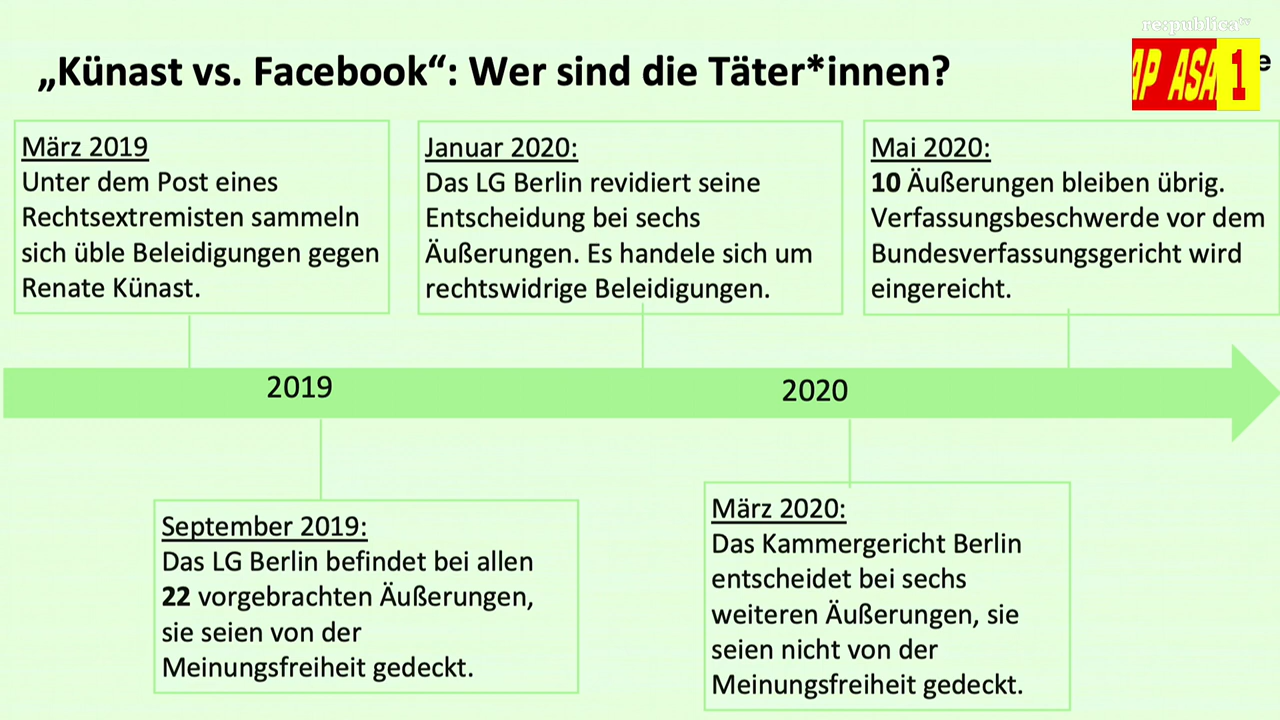 re:publica tv
„Künast vs. Facebook“: Wer sind die Täter*innen?
AP ASA 1
e
März 2019
Unter dem Post eines
Rechtsextremisten sammeln
sich üble Beleidigungen gegen
Renate Künast.
Januar 2020:
Das LG Berlin revidiert seine
Entscheidung bei sechs
Äußerungen. Es handele sich um
rechtswidrige Beleidigungen.
Mai 2020:
10 Äußerungen bleiben übrig.
Verfassungsbeschwerde vor dem
Bundesverfassungsgericht wird
eingereicht.
2019
2020
September 2019:
Das LG Berlin befindet bei allen
22 vorgebrachten Äußerungen,
sie seien von der
Meinungsfreiheit gedeckt.
März 2020:
Das Kammergericht Berlin
entscheidet bei sechs
weiteren Äußerungen, sie
seien nicht von der
Meinungsfreiheit gedeckt.